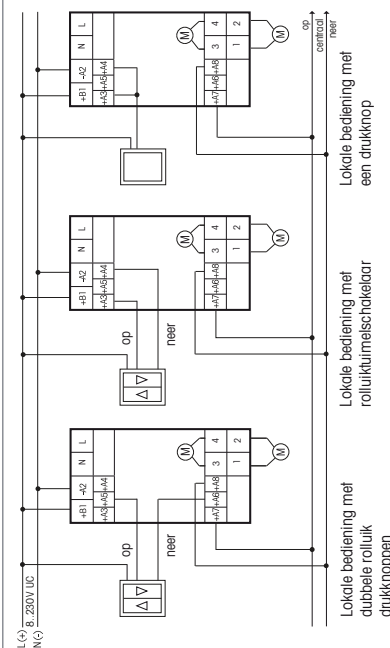 L(+)
8..230V UC
N(-)
+B1 -A2 N L
+A3+A5+A4
op
neer
M
3 4
+A7+A6+A8
1 2
M
Lokale bediening met
dubbele rolluik
drukknoppen
+B1 -A2 N L
+A3+A5+A4
op
neer
M
3 4
+A7+A6+A8
1 2
M
Lokale bediening met
rolluiktuimelschakelaar
+B1 -A2 N L
+A3+A5+A4
M
3 4
+A7+A6+A8
1 2
M
op
centraal
neer
Lokale bediening met
een drukknop